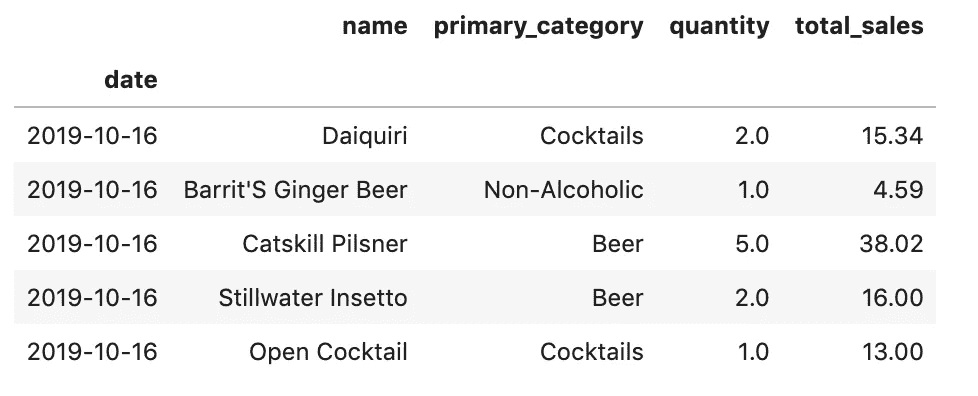 name primary_category quantity total_sales
date
2019-10-16 Daiquiri Cocktails 2.0 15.34
2019-10-16 Barrit'S Ginger Beer Non-Alcoholic 1.0 4.59
2019-10-16 Catskill Pilsner Beer 5.0 38.02
2019-10-16 Stillwater Insetto Beer 2.0 16.00
2019-10-16 Open Cocktail Cocktails 1.0 13.00